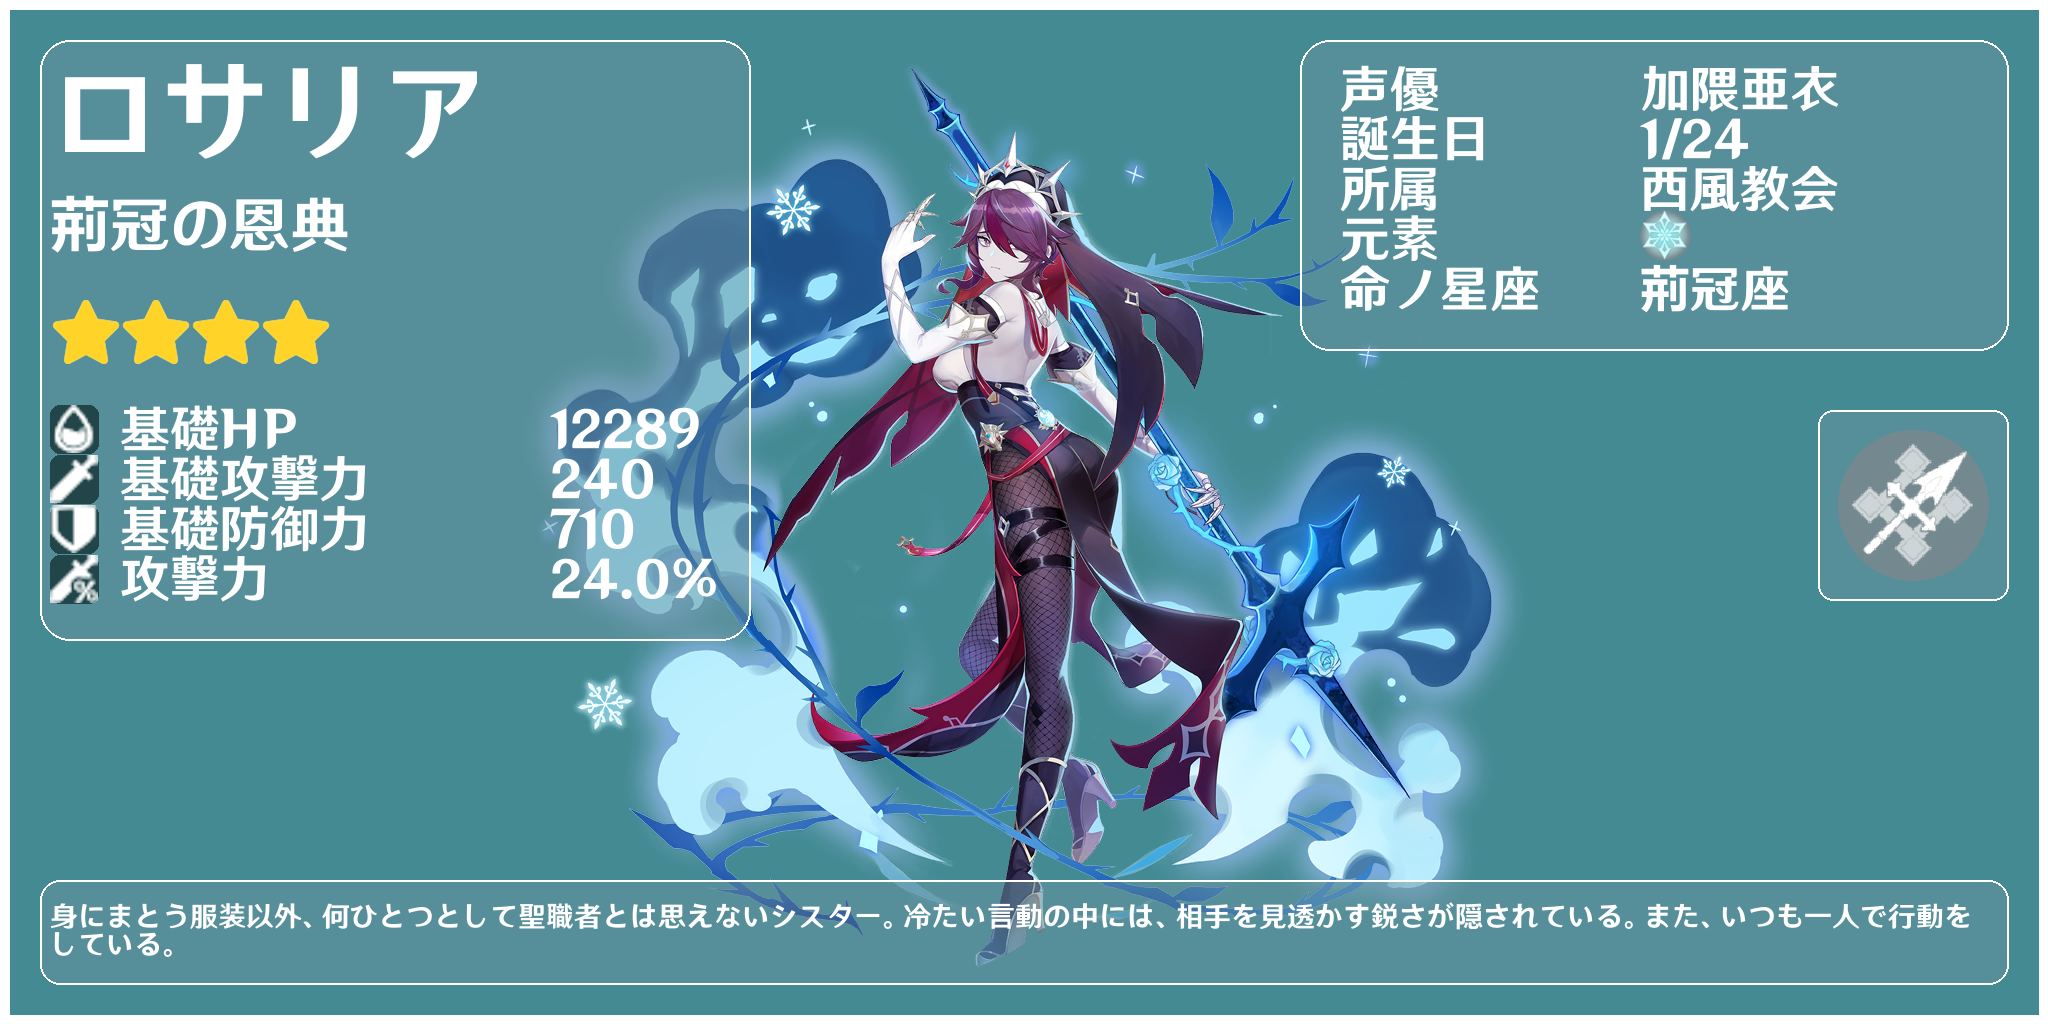 ロサリア
荊冠の恩典
基礎HP 12289
基礎攻撃力 240
基礎防御力 710
攻撃力 24.0%
声優 加隈亜衣
誕生日 1/24
所属 西風教会
元素
命ノ星座 荊冠座
身にまとう服装以外、何ひとつとして聖職者とは思えないシスター。冷たい言動の中には、相手を見透かす鋭さが隠されている。また、いつも一人で行動を
している。